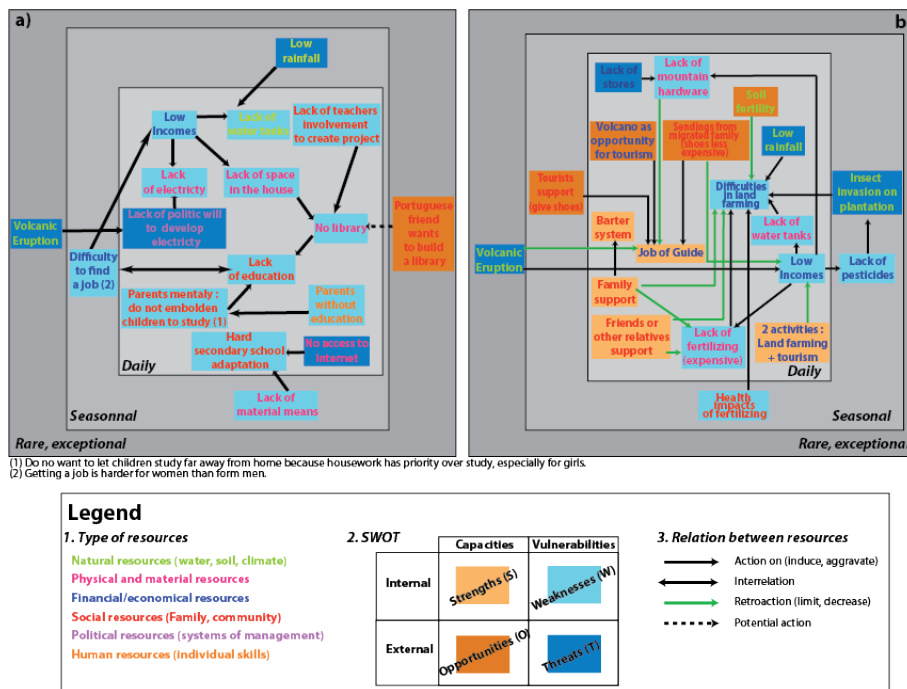 a)
Low
rainfall
Low
Incomes
Lack of
water tanks
Lack of teachers
involvement
to create project
Lack
of electricity
Lack of space
in the house
Lack of politic will
to develop
electricty
Volcanic
Eruption
No library
Portuguese
friend
wants
to build
a library
Difficulty
to find
a job (2)
Lack
of education
Parents mentaly :
do not embolden
children to study (1)
Parents
without
education
Hard
secondary school
adaptation
No access to
Internet
Daily
Lack of
material means
Seasonnal
Rare, exceptional
b
Lack of
stores
Lack of
mountain
hardware
Soil
fertility
Volcano as
opportunity
for tourism
Sendings from
migrated family
(shoes less
expensive)
Low
rainfall
Tourists
support
(give shoes)
Difficulties
in land
farming
Insect
invasion on
plantation
Barter
system
Lack of
water tanks
Volcanic
Eruption
Job of Guide
Low
Incomes
Lack of
pesticides
Family
support
Friends or
other relatives
support
Lack of
fertilizing
(expensive)
2 activities :
Land farming
+ tourism
Daily
Health
impacts
of fertilizing
Seasonal
Rare, exceptional
(1) Do no want to let children study far away from home because housework has priority over study, especially for girls.
(2) Getting a job is harder for women than form men.
Legend
1. Type of resources
Natural resources (water, soil, climate)
Physical and material resources
Financial/economical resources
Social resources (Family, community)
Political resources (systems of management)
Human resources (individual skills)
2. SWOT
Capacities
Vulnerabilities
Internal
Strengths (S)
Weaknesses (W)
External
Opportunities (O)
Threats (T)
3. Relation between resources
Action on (induce, aggravate)
Interrelation
Retroaction (limit, decrease)
Potential action